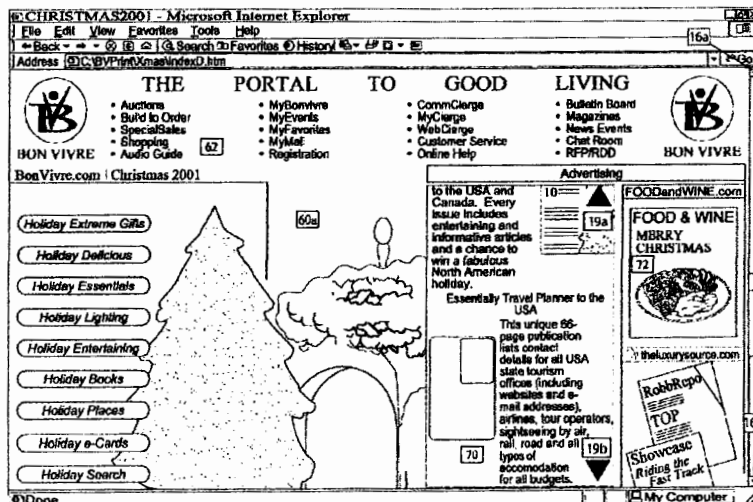 CHRISTMAS2001 - Microsoft Internet Explorer
File Edit View Favorites Tools Help
Back Search Favorites History
16a
Address C:\BVPrint\Xmas\indexD.htm Go
THE PORTAL TO GOOD LIVING
BON VIVRE
• Auctions
• Build to Order
• SpecialSales
• Shopping
• Audio Guide
62
• MyBonvivre
• MyEvents
• MyFavorites
• MyMail
• Registration
• CommCierge
• MyCierge
• WebCierge
• Customer Service
• Online Help
• Bulletin Board
• Magazines
• News Events
• Chat Room
• RFP/RDD
BON VIVRE
BonVivre.com | Christmas 2001
Holiday Extreme Gifts
Holiday Delicious
Holiday Essentials
Holiday Lighting
Holiday Entertaining
Holiday Books
Holiday Places
Holiday e-Cards
Holiday Search
60a
Advertising
to the USA and
Canada. Every
issue includes
entertaining and
informative articles
and a chance to
win a fabulous
North American
holiday.
10
19a
Essentially Travel Planner to the
USA
This unique 66-
page publication
lists contact
details for all USA
state tourism
offices (including
websites and e-
mail addresses),
airlines, tour operators,
sightseeing by air,
rail, road and all
types of
accomodation
for all budgets.
70
19b
FOODandWINE.com
FOOD & WINE
MERRY
CHRISTMAS
72
theluxurysource.com
RobbRepo
TOP
Showcase
Riding the
Fast Track
Done
My Computer